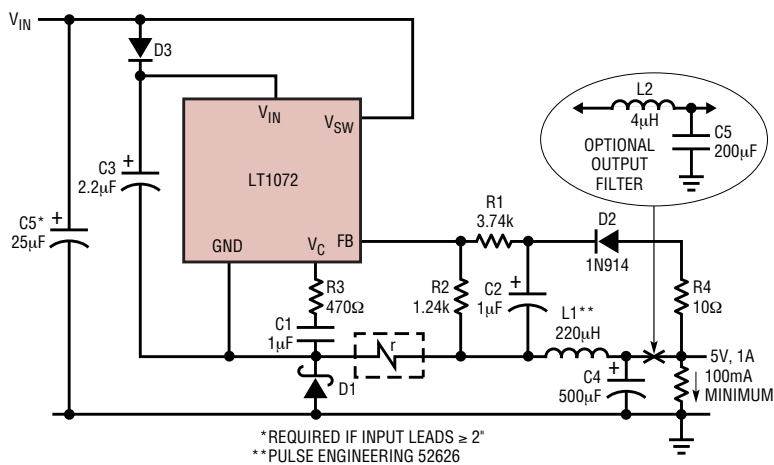 VIN
D3
VIN
VSW
LT1072
C3
2.2µF
+
C5*
25µF
+
GND
VC
FB
R3
470Ω
C1
1µF
D1
r
R1
3.74k
R2
1.24k
C2
1µF
+
D2
1N914
R4
10Ω
L1**
220µH
C4
500µF
+
5V, 1A
100mA
MINIMUM
L2
4µH
C5
200µF
OPTIONAL
OUTPUT
FILTER
*REQUIRED IF INPUT LEADS ≥ 2"
**PULSE ENGINEERING 52626